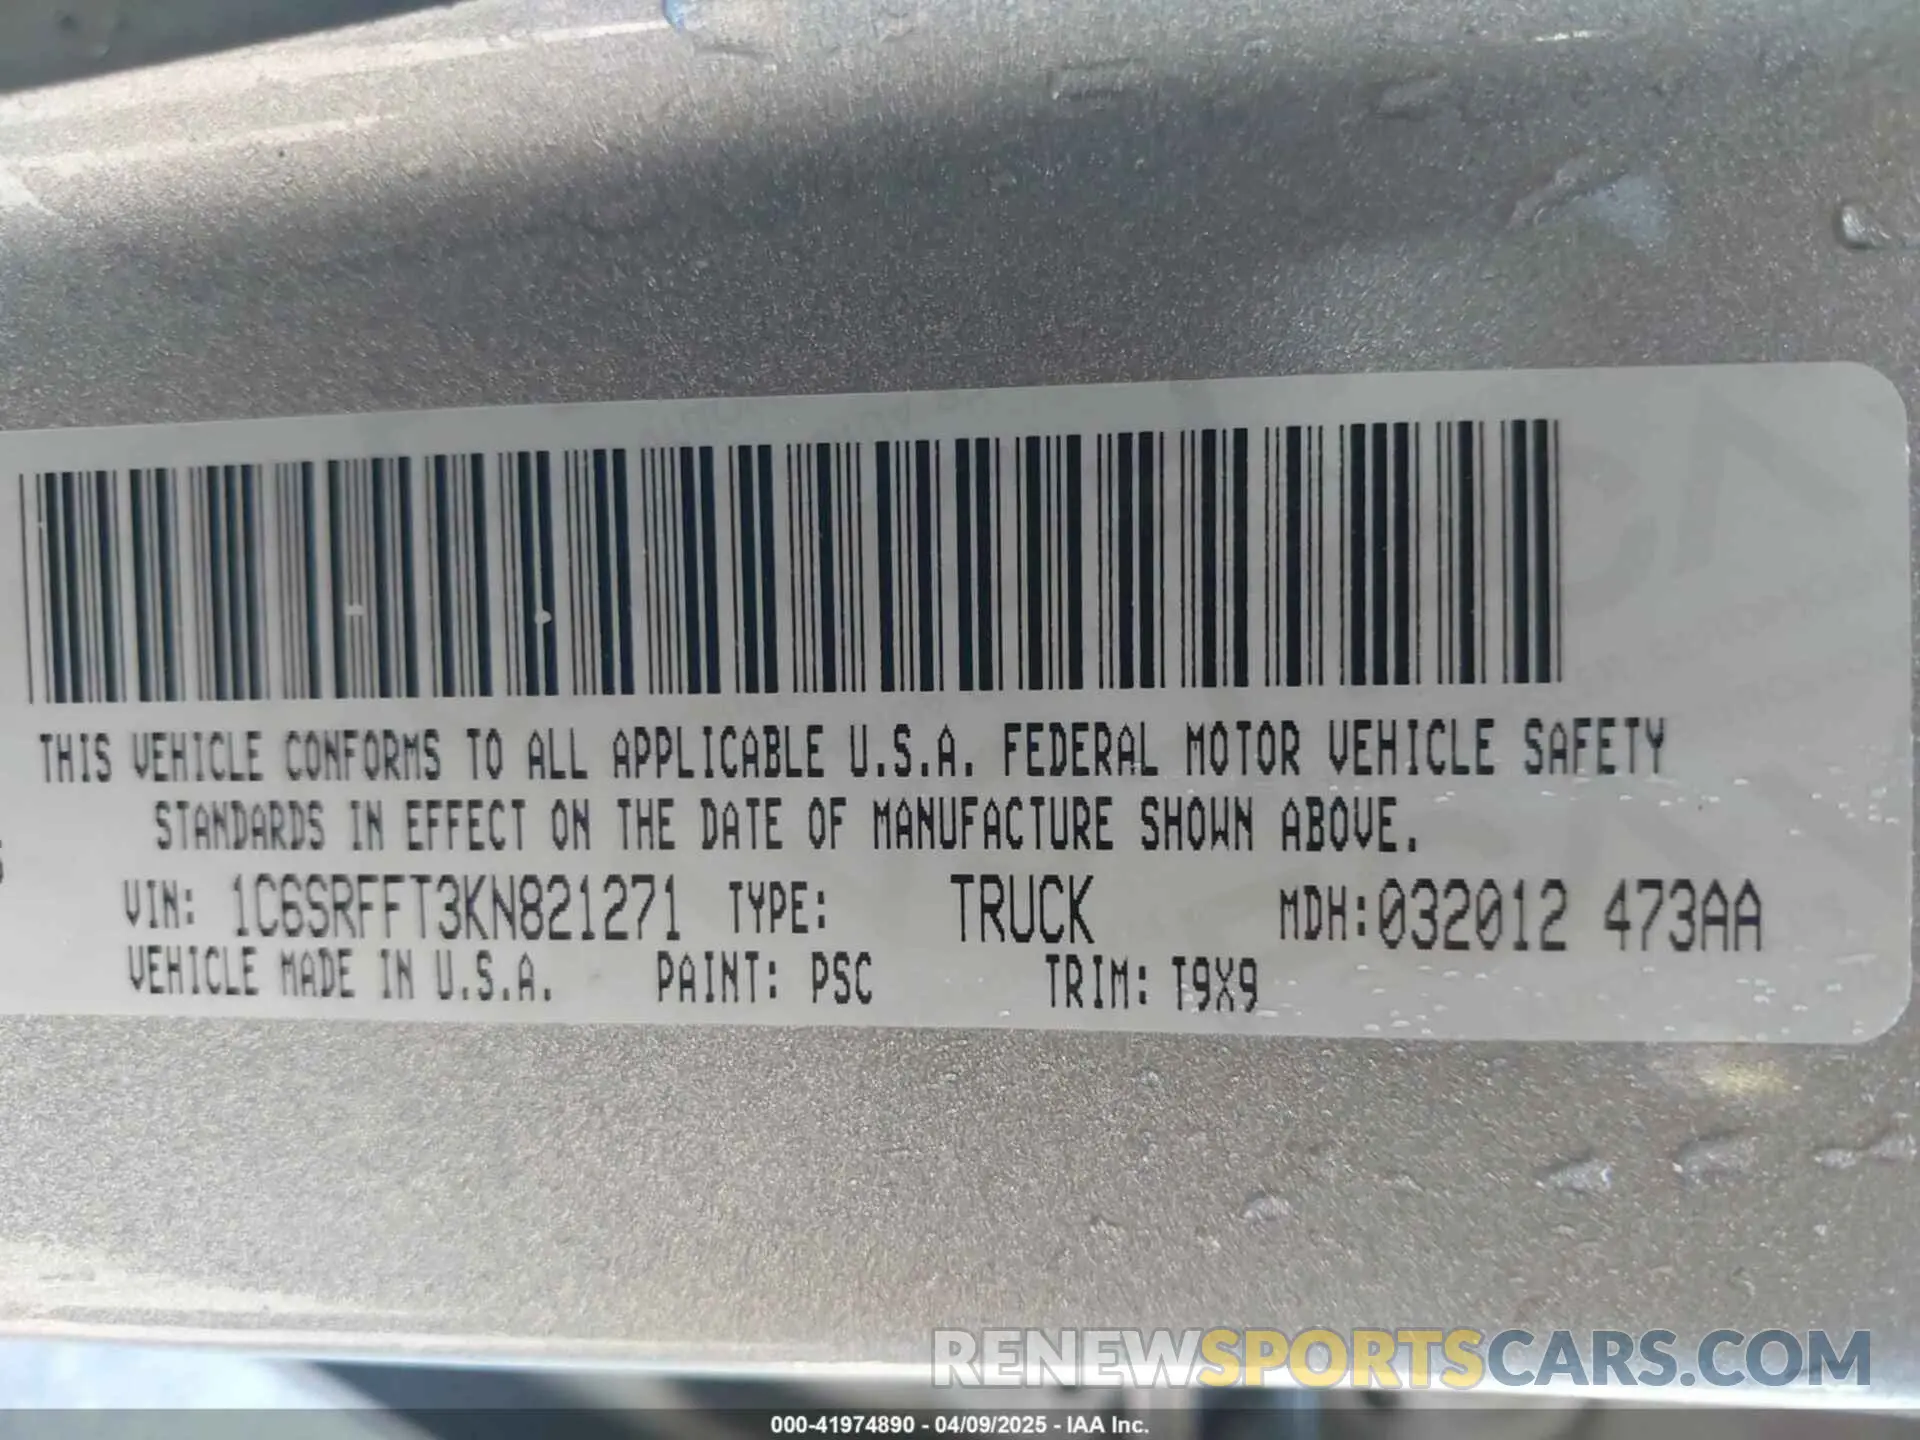 THIS VEHICLE CONFORMS TO ALL APPLICABLE U.S.A. FEDERAL MOTOR VEHICLE SAFETY
STANDARDS IN EFFECT ON THE DATE OF MANUFACTURE SHOWN ABOVE.
VIN: 1C6SRFFT3KN821271 TYPE: TRUCK MDH:032012 473AA
VEHICLE MADE IN U.S.A. PAINT: PSC TRIM: T9X9
RENEWSPORTSCARS.COM
000-41974890 - 04/09/2025 - IAA Inc.